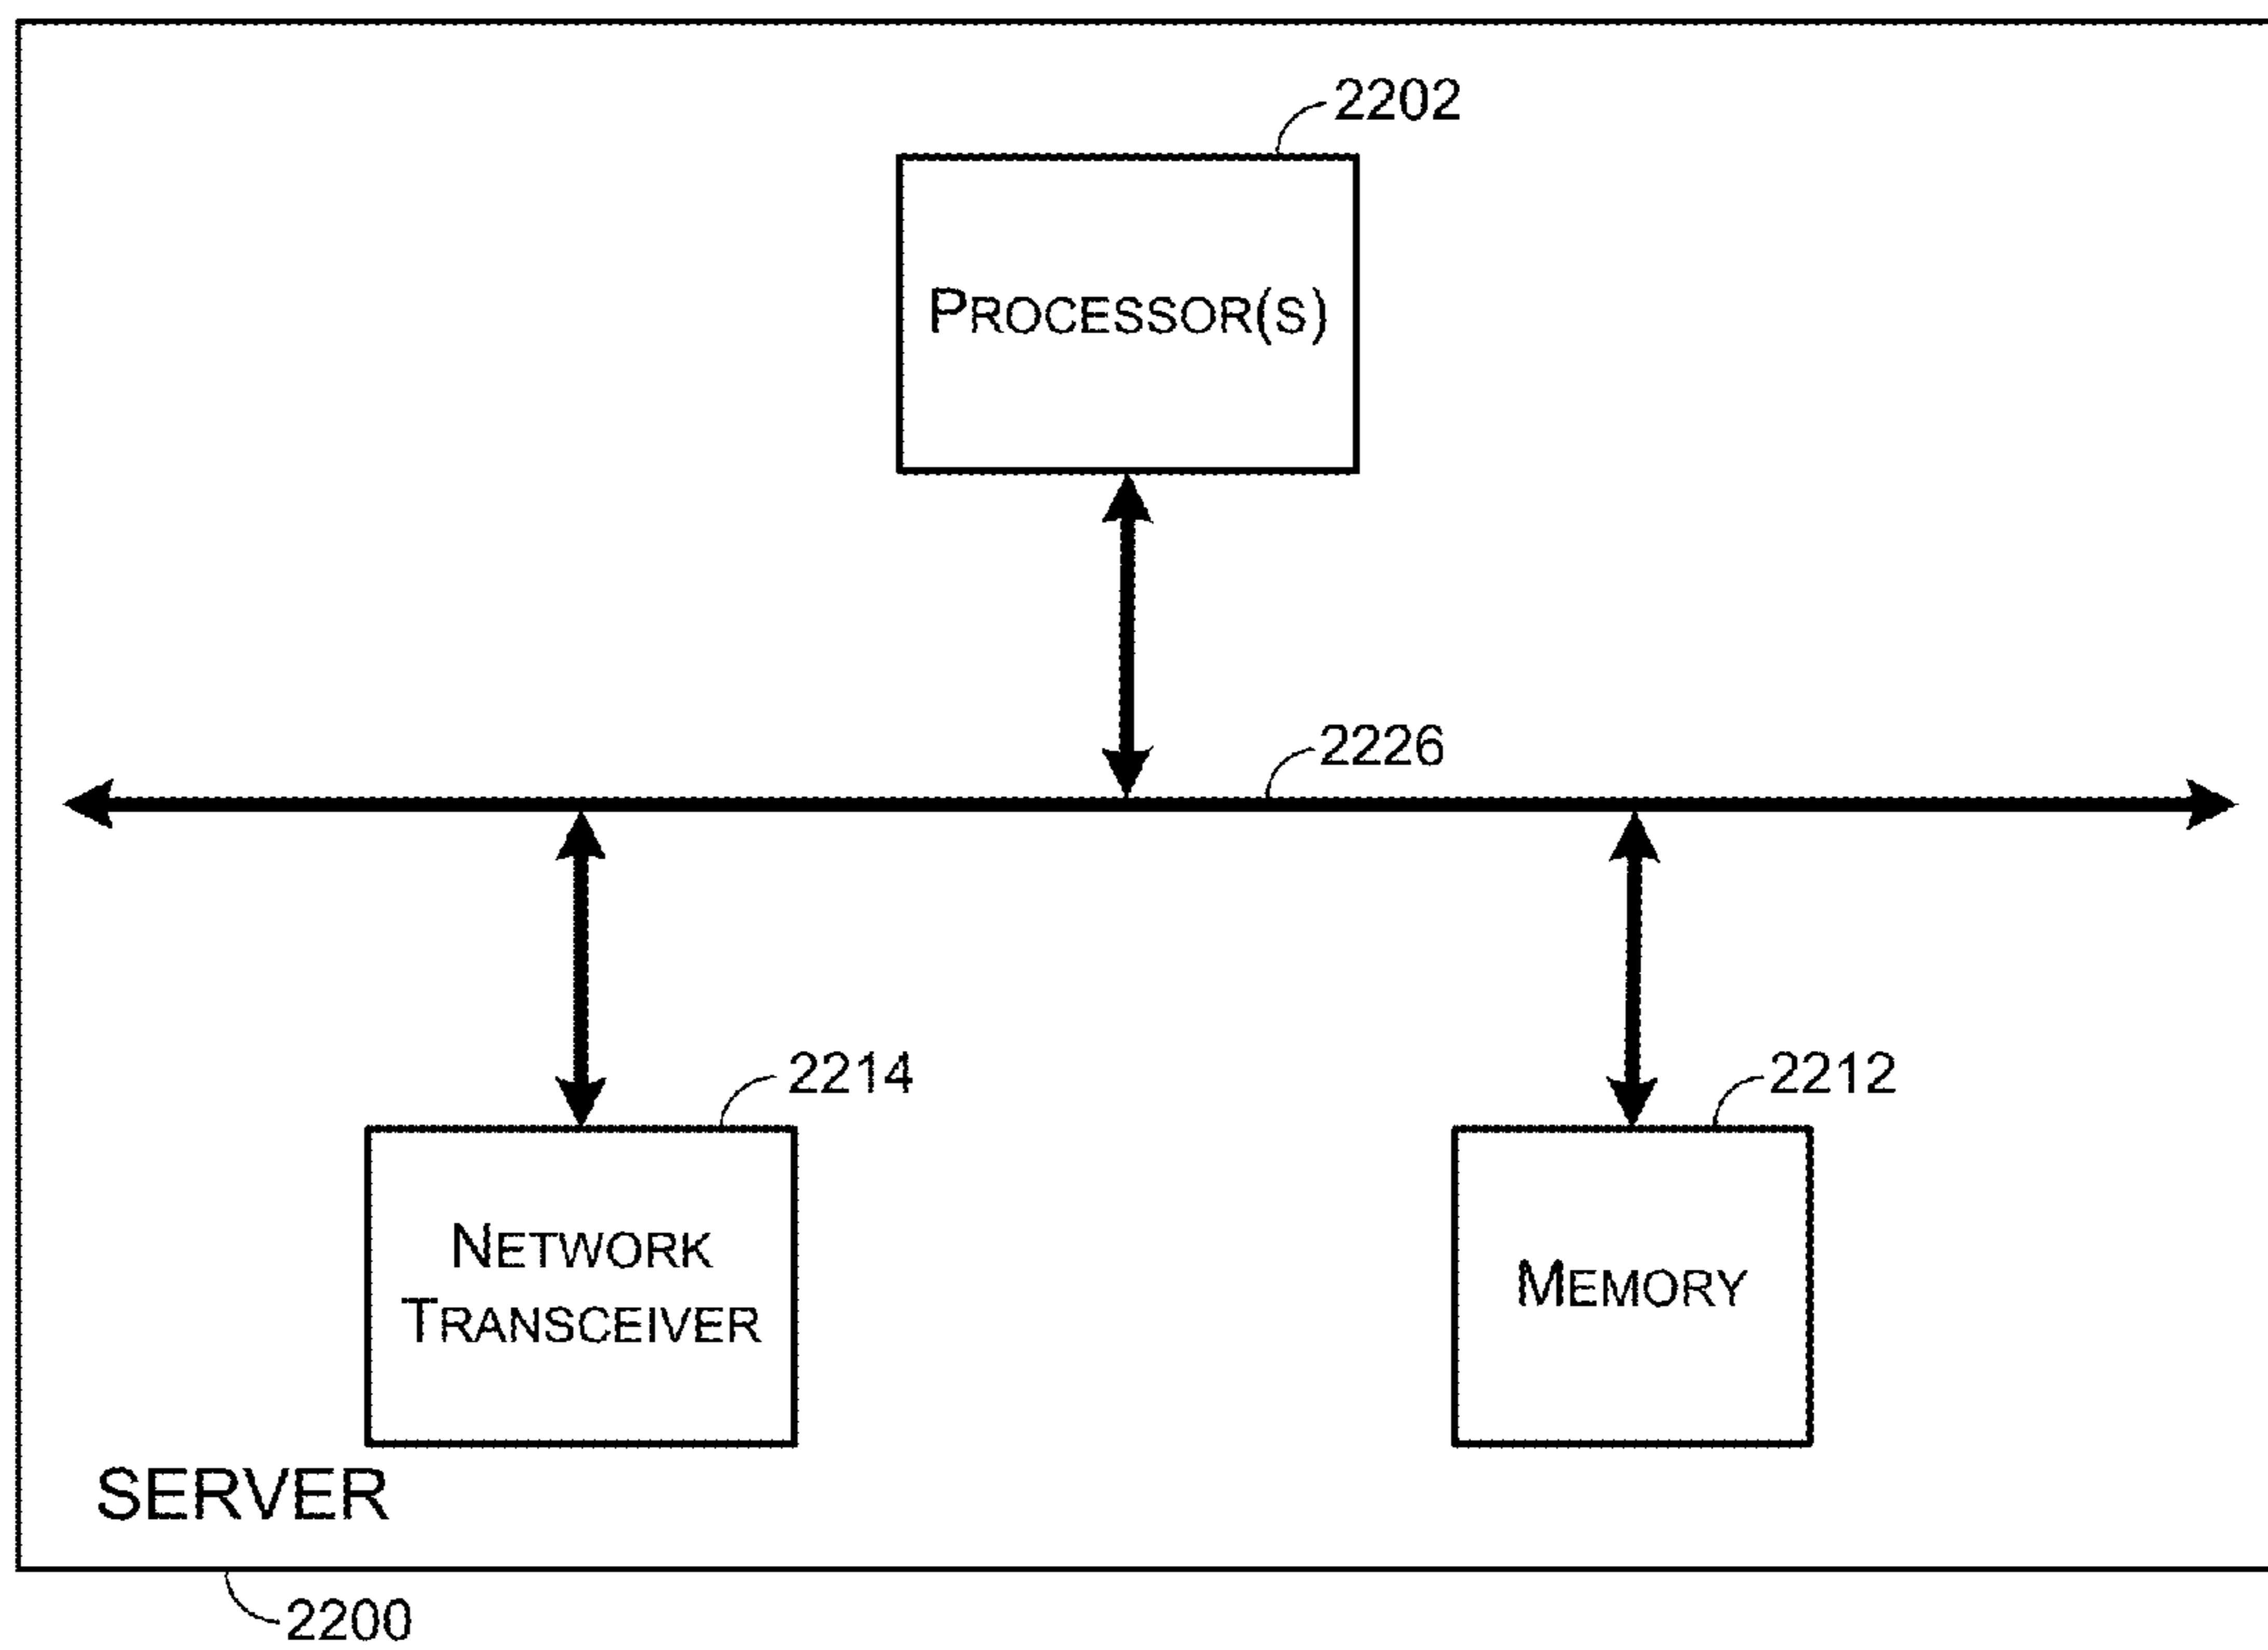 2202
PROCESSOR(S)
2226
2214
2212
NETWORK
TRANSCEIVER
MEMORY
SERVER
2200